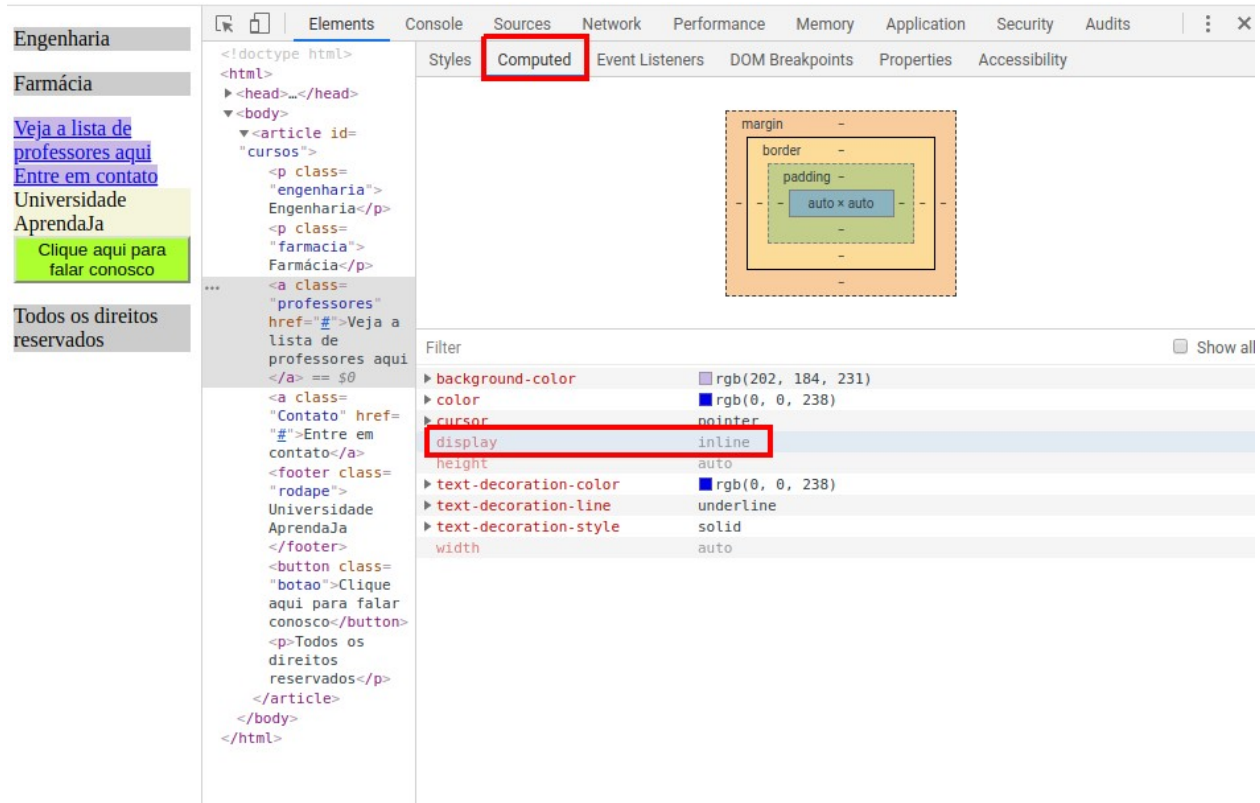 Engenharia
Farmácia
Veja a lista de
professores aqui
Entre em contato
Universidade
AprendaJa
Clique aqui para
falar conosco
Todos os direitos
reservados
Elements Console Sources Network Performance Memory Application Security Audits
<!doctype html>
<html>
<head>…</head>
<body>
<article id=
"cursos">
<p class=
"engenharia">
Engenharia</p>
<p class=
"farmacia">
Farmácia</p>
<a class=
"professores"
href="#">Veja a
lista de
professores aqui
</a> == $0
<a class=
"Contato" href=
"#">Entre em
contato</a>
<footer class=
"rodape">
Universidade
AprendaJa
</footer>
<button class=
"botao">Clique
aqui para falar
conosco</button>
<p>Todos os
direitos
reservados</p>
</article>
</body>
</html>
Styles Computed Event Listeners DOM Breakpoints Properties Accessibility
margin –
border –
padding –
– – – auto × auto – – –
–
–
–
Filter Show all
background-color rgb(202, 184, 231)
color rgb(0, 0, 238)
cursor pointer
display inline
height auto
text-decoration-color rgb(0, 0, 238)
text-decoration-line underline
text-decoration-style solid
width auto